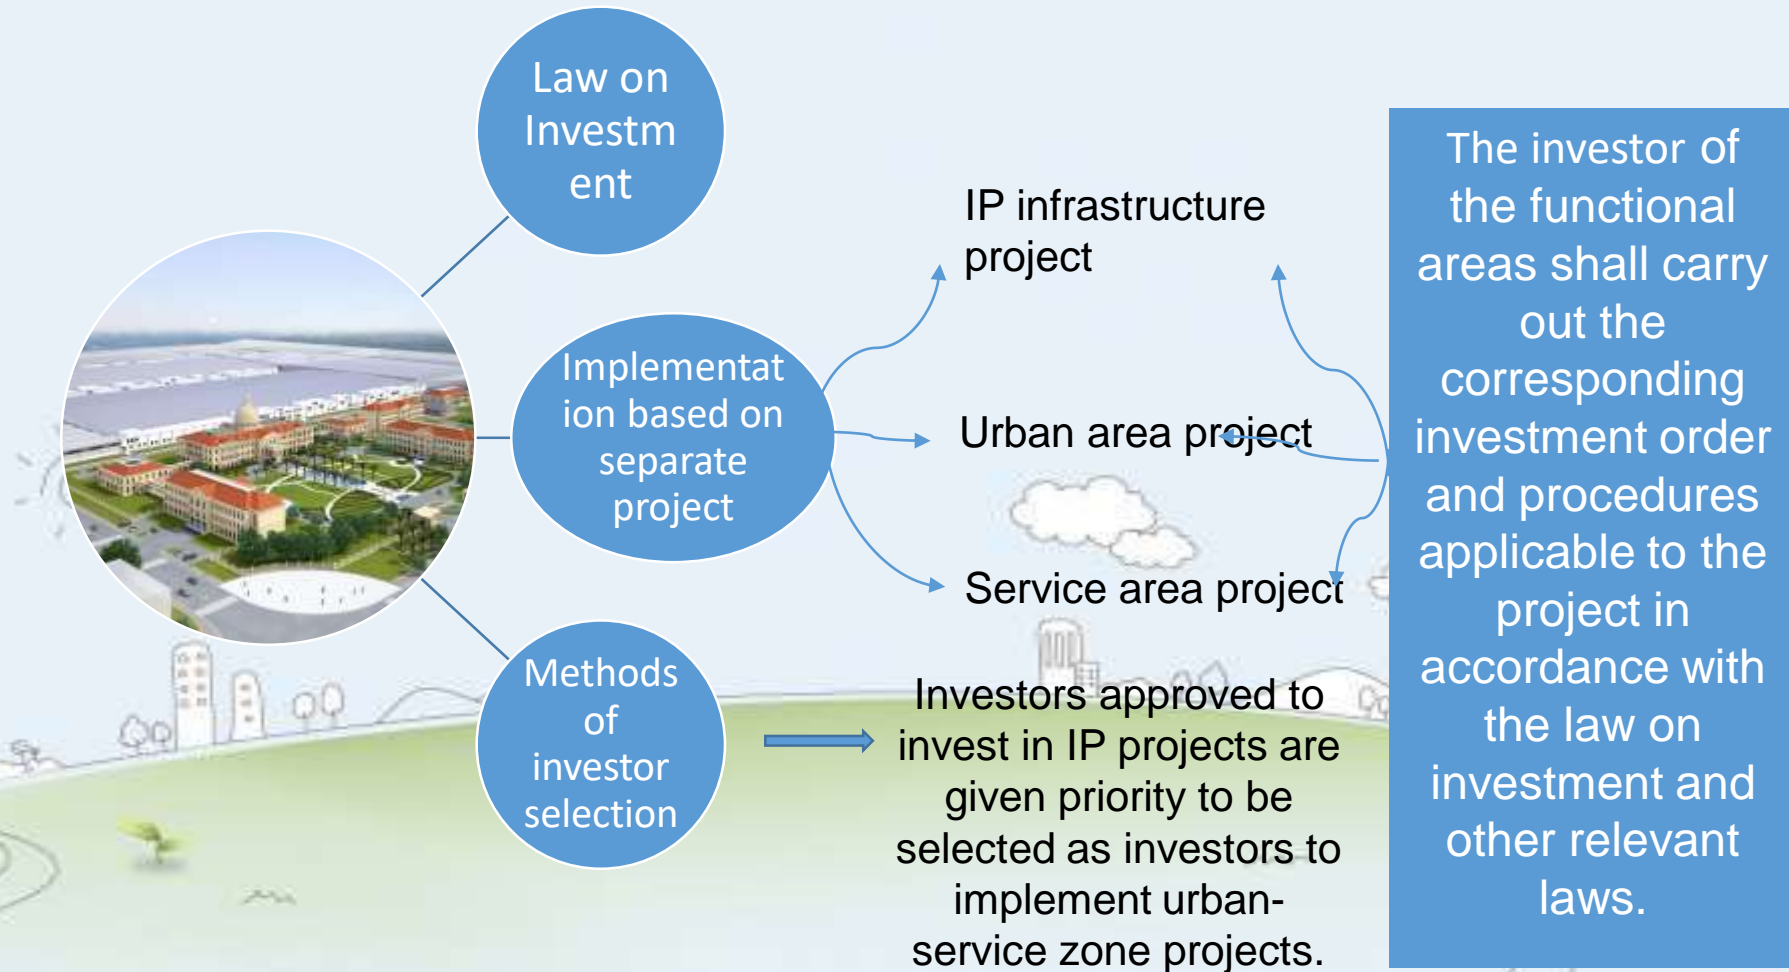 Law on
Investm
ent
Implementat
ion based on
separate
project
Methods
of
investor
selection
IP infrastructure
project
Urban area project
Service area project
Investors approved to
invest in IP projects are
given priority to be
selected as investors to
implement urban-
service zone projects.
The investor of
the functional
areas shall carry
out the
corresponding
investment order
and procedures
applicable to the
project in
accordance with
the law on
investment and
other relevant
laws.